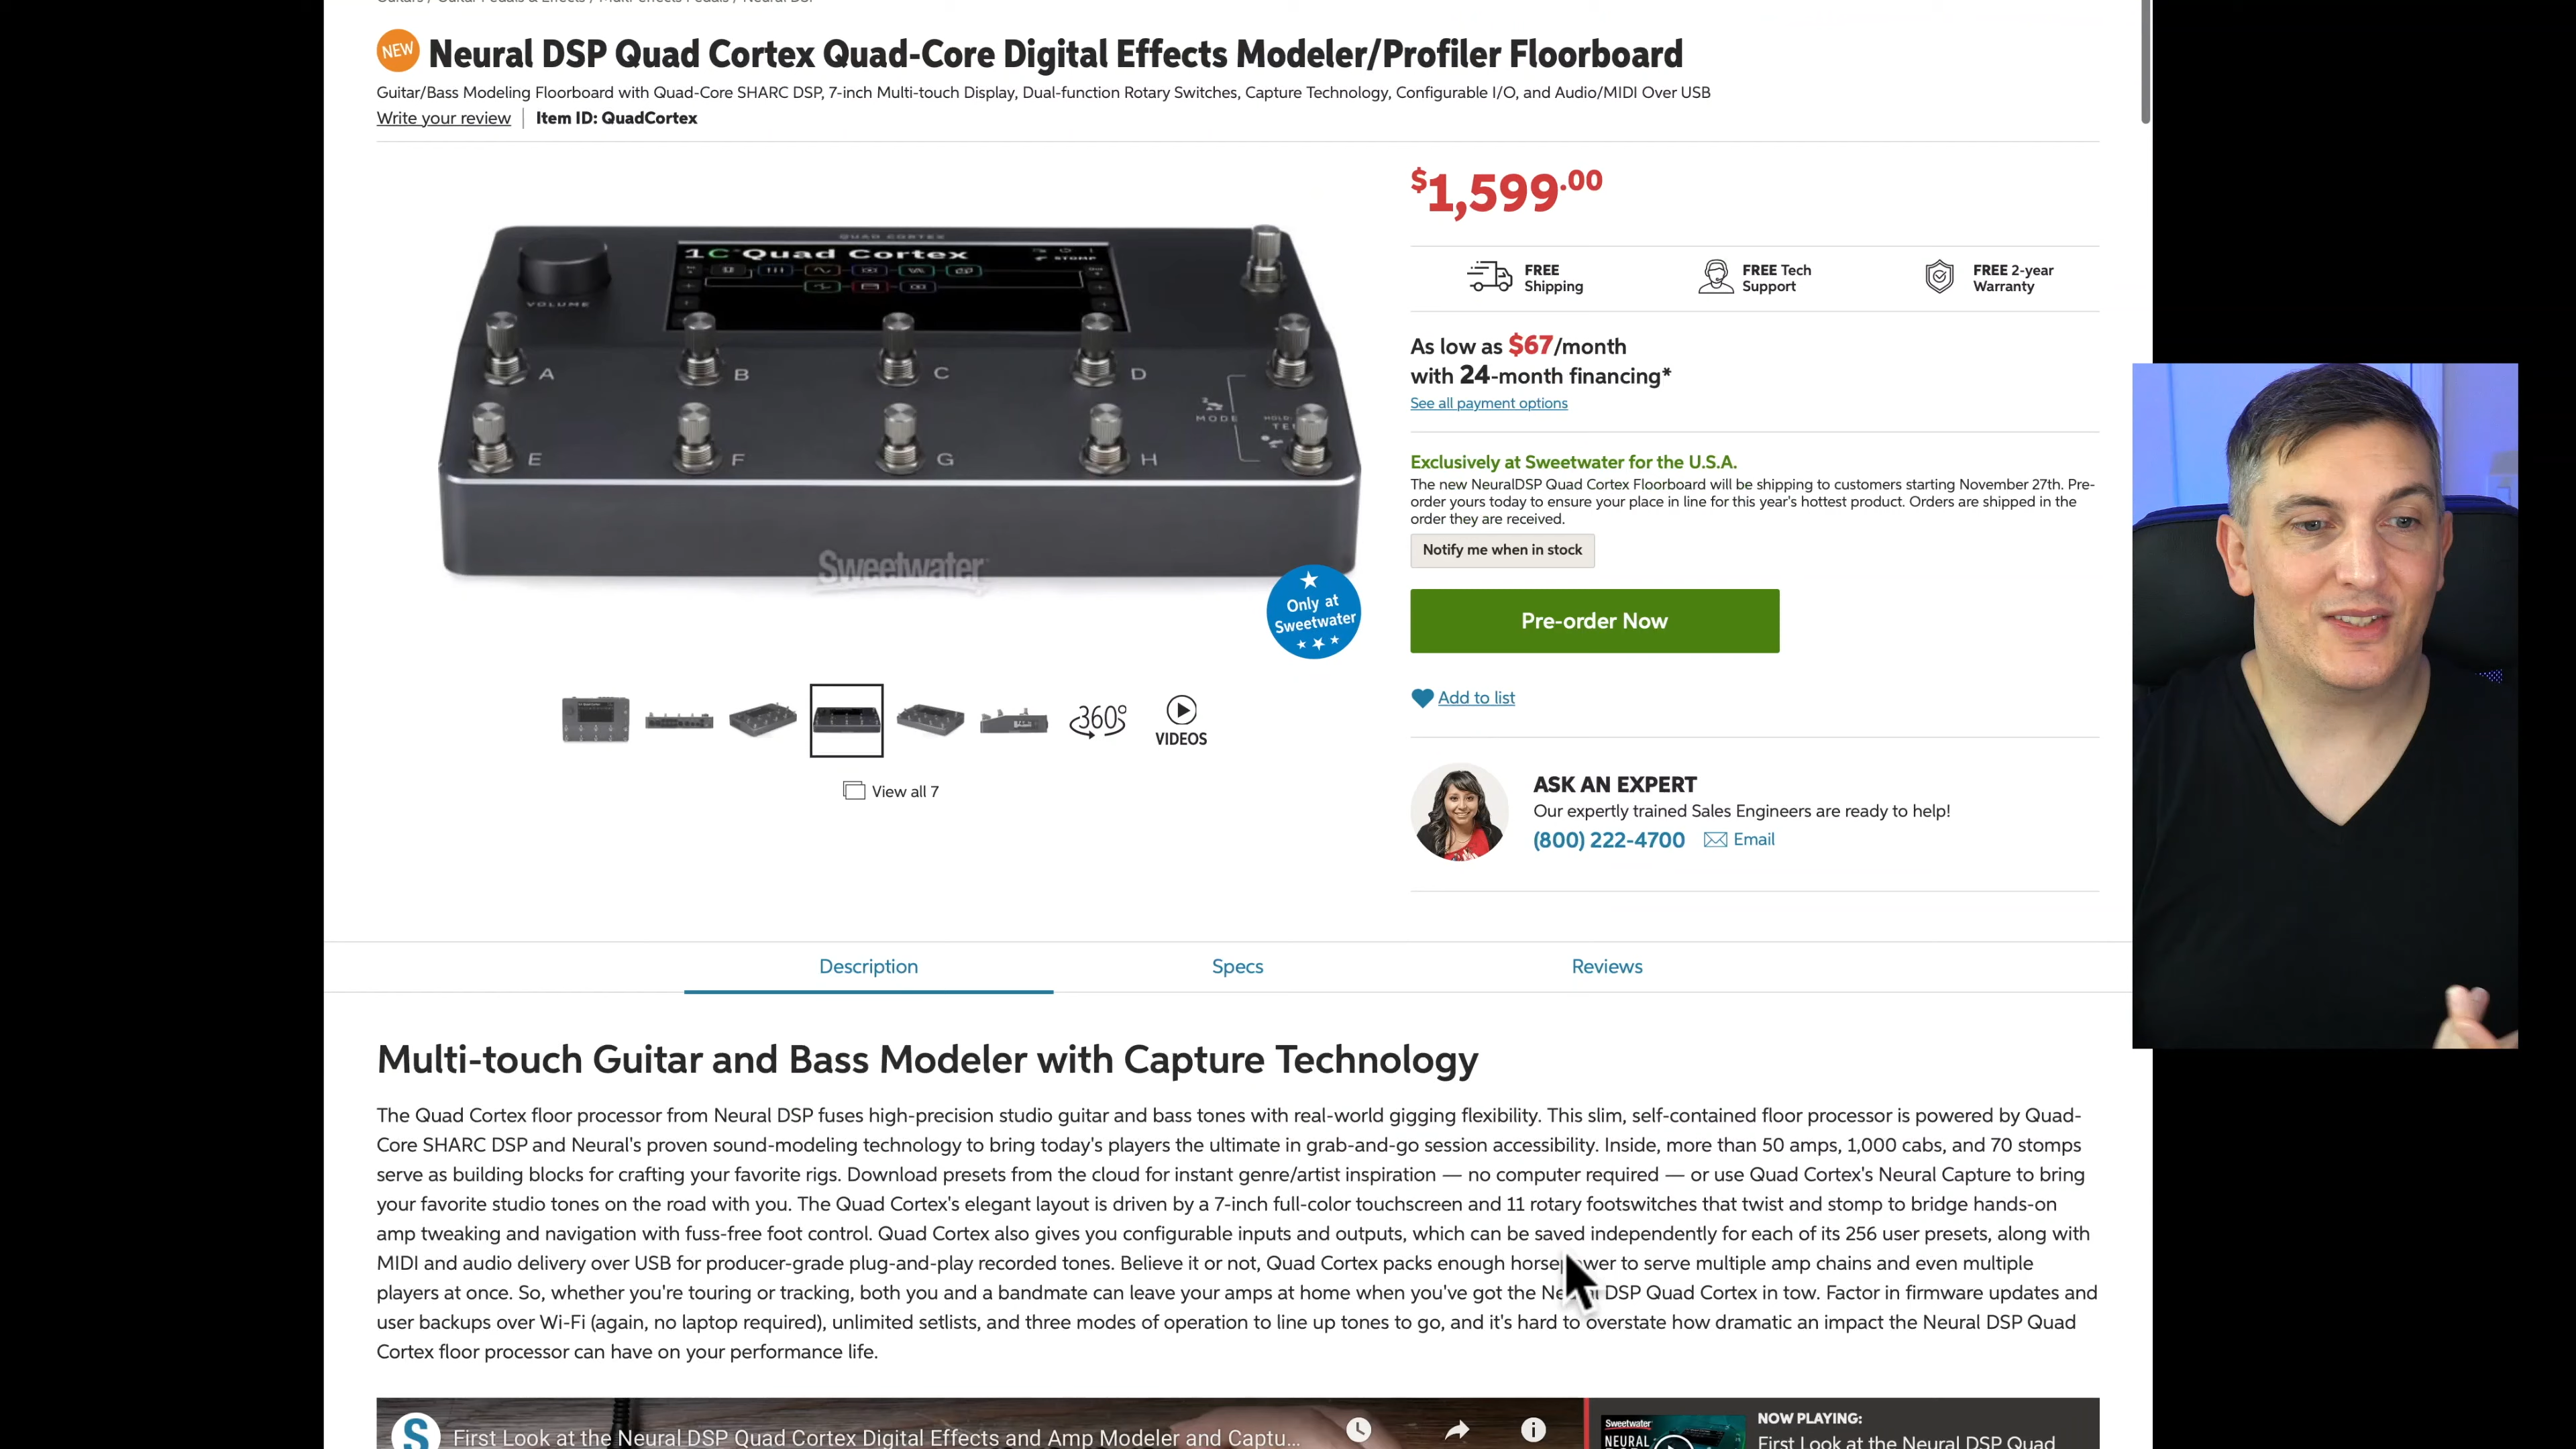 NEW Neural DSP Quad Cortex Quad-Core Digital Effects Modeler/Profiler Floorboard
Guitar/Bass Modeling Floorboard with Quad-Core SHARC DSP, 7-inch Multi-touch Display, Dual-function Rotary Switches, Capture Technology, Configurable I/O, and Audio/MIDI Over USB
Write your review | Item ID: QuadCortex
QUAD CORTEX
1C Quad Cortex
STOMP
VOLUME
A B C D
MODE
E F G H
Sweetwater
Only at
Sweetwater
360°
VIDEOS
View all 7
$1,599.00
FREE
Shipping
FREE Tech
Support
FREE 2-year
Warranty
As low as $67/month
with 24-month financing*
See all payment options
Exclusively at Sweetwater for the U.S.A.
The new NeuralDSP Quad Cortex Floorboard will be shipping to customers starting November 27th. Pre-
order yours today to ensure your place in line for this year's hottest product. Orders are shipped in the
order they are received.
Notify me when in stock
Pre-order Now
Add to list
ASK AN EXPERT
Our expertly trained Sales Engineers are ready to help!
(800) 222-4700 Email
Description Specs Reviews
Multi-touch Guitar and Bass Modeler with Capture Technology
The Quad Cortex floor processor from Neural DSP fuses high-precision studio guitar and bass tones with real-world gigging flexibility. This slim, self-contained floor processor is powered by Quad-
Core SHARC DSP and Neural's proven sound-modeling technology to bring today's players the ultimate in grab-and-go session accessibility. Inside, more than 50 amps, 1,000 cabs, and 70 stomps
serve as building blocks for crafting your favorite rigs. Download presets from the cloud for instant genre/artist inspiration — no computer required — or use Quad Cortex's Neural Capture to bring
your favorite studio tones on the road with you. The Quad Cortex's elegant layout is driven by a 7-inch full-color touchscreen and 11 rotary footswitches that twist and stomp to bridge hands-on
amp tweaking and navigation with fuss-free foot control. Quad Cortex also gives you configurable inputs and outputs, which can be saved independently for each of its 256 user presets, along with
MIDI and audio delivery over USB for producer-grade plug-and-play recorded tones. Believe it or not, Quad Cortex packs enough horsepower to serve multiple amp chains and even multiple
players at once. So, whether you're touring or tracking, both you and a bandmate can leave your amps at home when you've got the Neural DSP Quad Cortex in tow. Factor in firmware updates and
user backups over Wi-Fi (again, no laptop required), unlimited setlists, and three modes of operation to line up tones to go, and it's hard to overstate how dramatic an impact the Neural DSP Quad
Cortex floor processor can have on your performance life.
S First Look at the Neural DSP Quad Cortex Digital Effects and Amp Modeler and Captu...
Sweetwater
NEURAL
NOW PLAYING:
First Look at the Neural DSP Quad